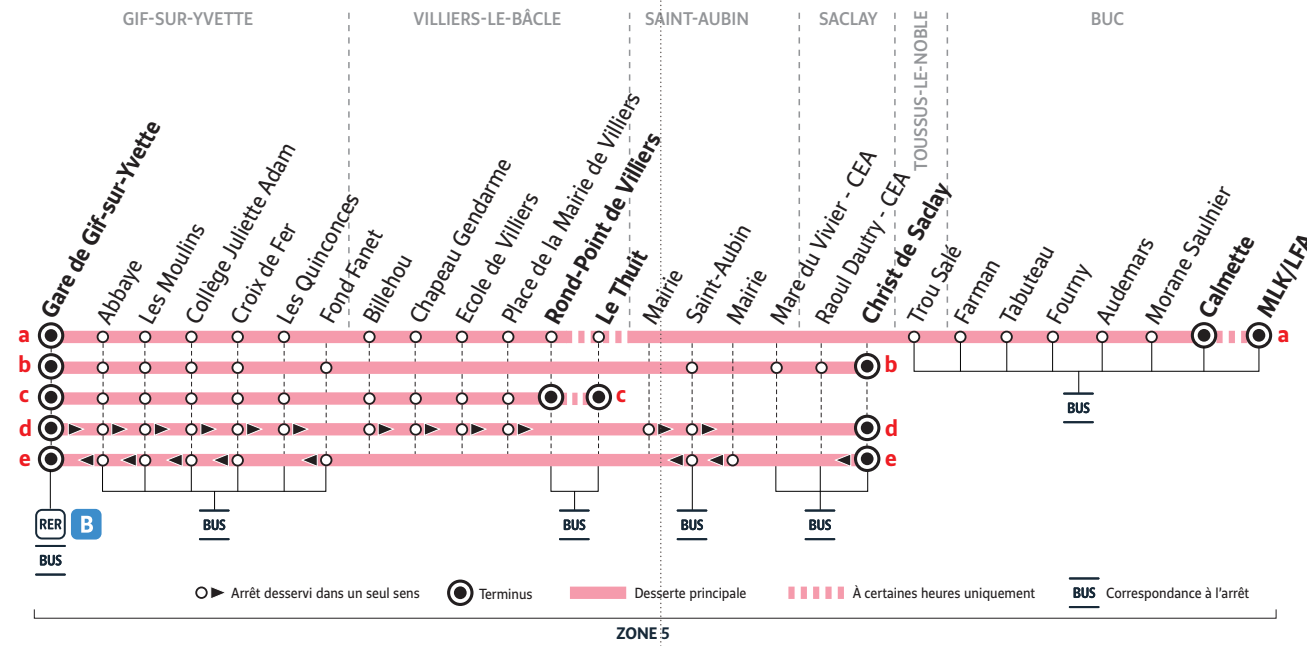 GIF-SUR-YVETTE
VILLIERS-LE-BÂCLE
SAINT-AUBIN
SACLAY
TOUSSUS-LE-NOBLE
BUC
Gare de Gif-sur-Yvette
Abbaye
Les Moulins
Collège Juliette Adam
Croix de Fer
Les Quinconces
Fond Fanet
Billehou
Chapeau Gendarme
Ecole de Villiers
Place de la Mairie de Villiers
Rond-Point de Villiers
Le Thuit
Mairie
Saint-Aubin
Mairie
Mare du Vivier - CEA
Raoul Dautry - CEA
Christ de Saclay
Trou Salé
Farman
Tabuteau
Fourny
Audemars
Morane Saulnier
Calmette
MLK/LFA
a a
b b
c c
d d
e e
BUS
RER B
BUS
BUS
BUS
BUS
BUS
Arrêt desservi dans un seul sens
Terminus
Desserte principale
À certaines heures uniquement
BUS Correspondance à l'arrêt
ZONE 5